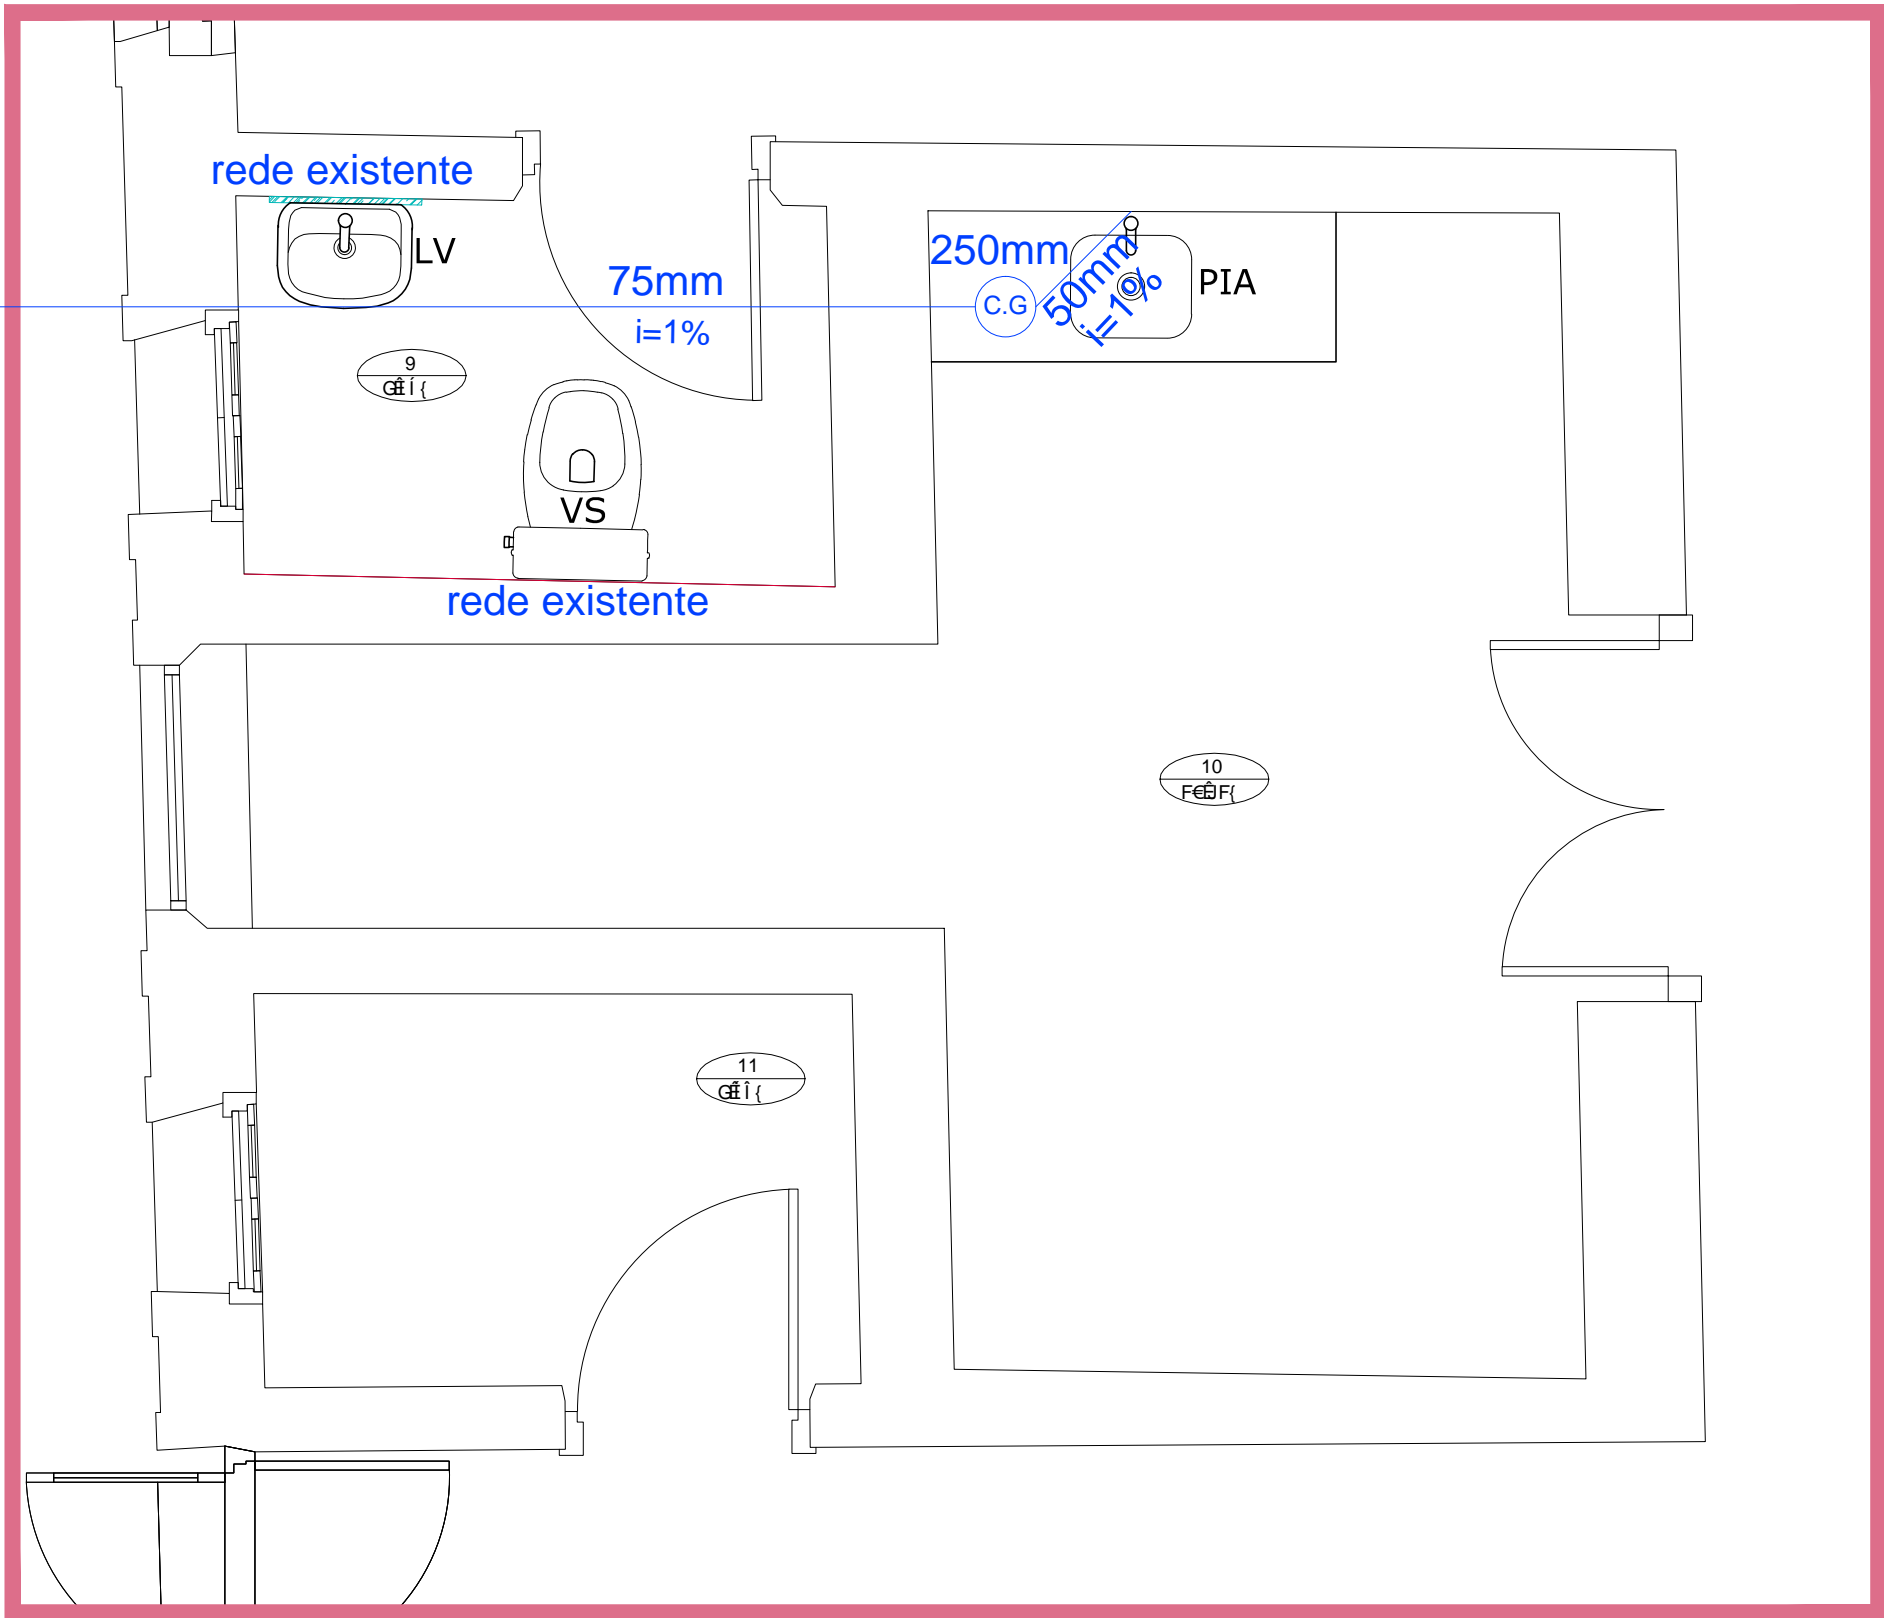 rede existente
LV
250mm
75mm
i=1%
C.G
50mm
i=1%
PIA
9
VS
rede existente
10
11